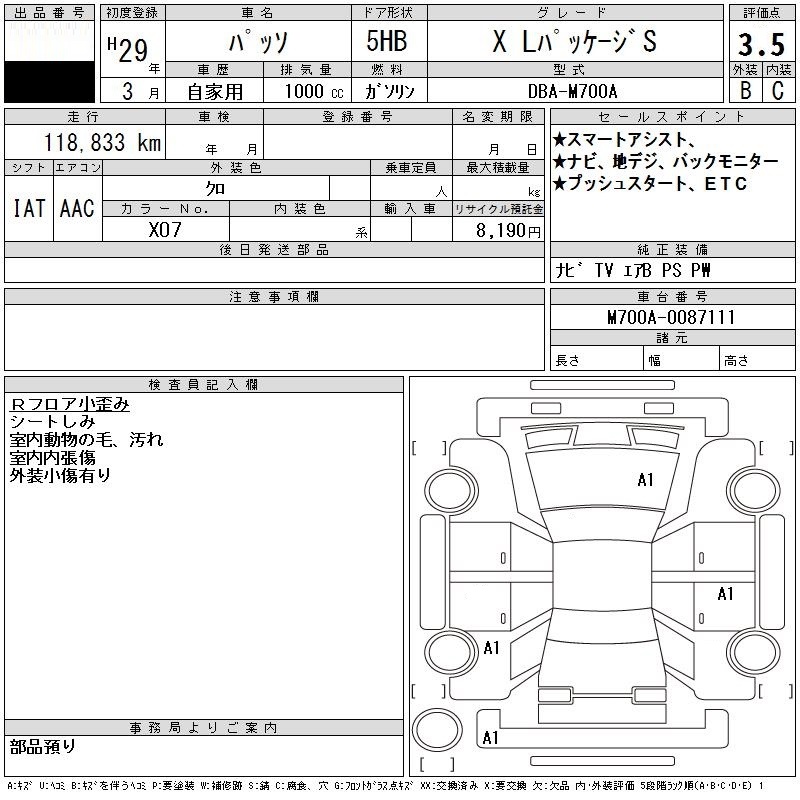 出品番号 初度登録 車名 ドア形状 グレード 評価点
H29年 パッソ 5HB X LパッケージS 3.5
車歴 排気量 燃料 型式 外装 内装
3月 自家用 1000 cc ガソリン DBA-M700A B C
走行 車検 登録番号 名変期限 セールスポイント
118,833 km 年 月 月 日
★スマートアシスト、
★ナビ、地デジ、バックモニター
★プッシュスタート、ETC
シフト エアコン 外装色 乗車定員 最大積載量
IAT AAC クロ 人 kg
カラーNo. 内装色 輸入車 リサイクル預託金
X07 系 8,190円
後日発送部品 純正装備
ナビ TV エアB PS PW
注意事項欄 車台番号
M700A-0087111
諸元
長さ 幅 高さ
検査員記入欄
Rフロア小歪み
シートしみ
室内動物の毛、汚れ
室内内張傷
外装小傷有り
A1
A1
A1
A1
事務局よりご案内
部品預り
A:キズ U:ヘコミ B:キズを伴うヘコミ P:要塗装 W:補修跡 S:錆 C:腐食、穴 G:フロントガラス点キズ XX:交換済み X:要交換 欠:欠品 内・外装評価 5段階ランク順(A・B・C・D・E) 1